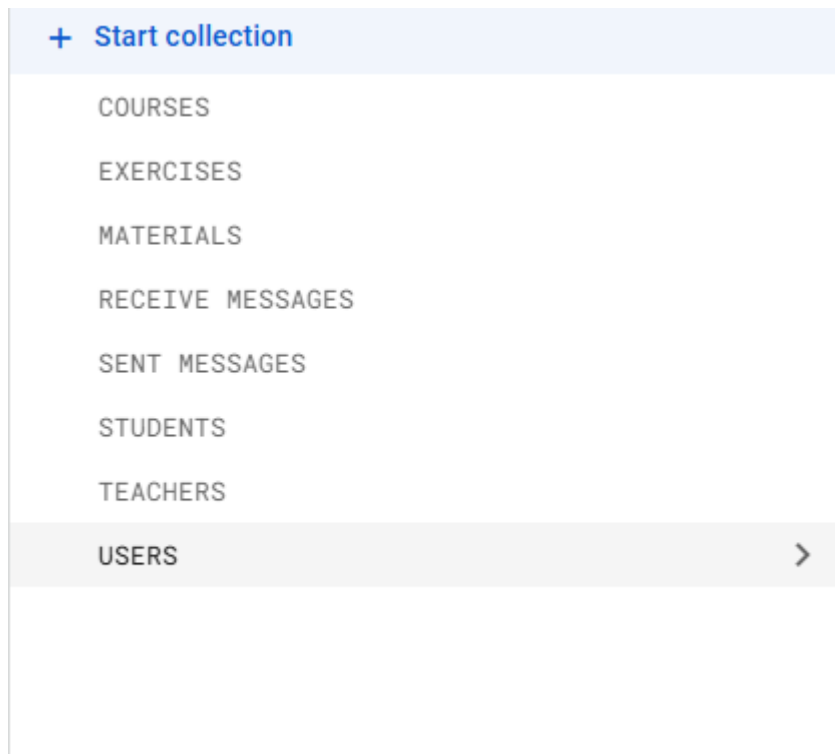 + Start collection
COURSES
EXERCISES
MATERIALS
RECEIVE MESSAGES
SENT MESSAGES
STUDENTS
TEACHERS
USERS